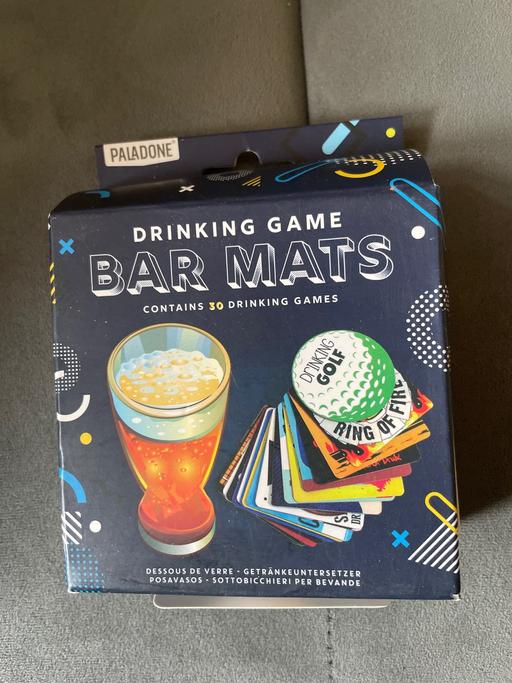 PALADONE®
DRINKING GAME
BAR MATS
CONTAINS 30 DRINKING GAMES
DRINKING
GOLF
RING OF FIRE
DESSOUS DE VERRE - GETRÄNKEUNTERSETZER
POSAVASOS - SOTTOBICCHIERI PER BEVANDE